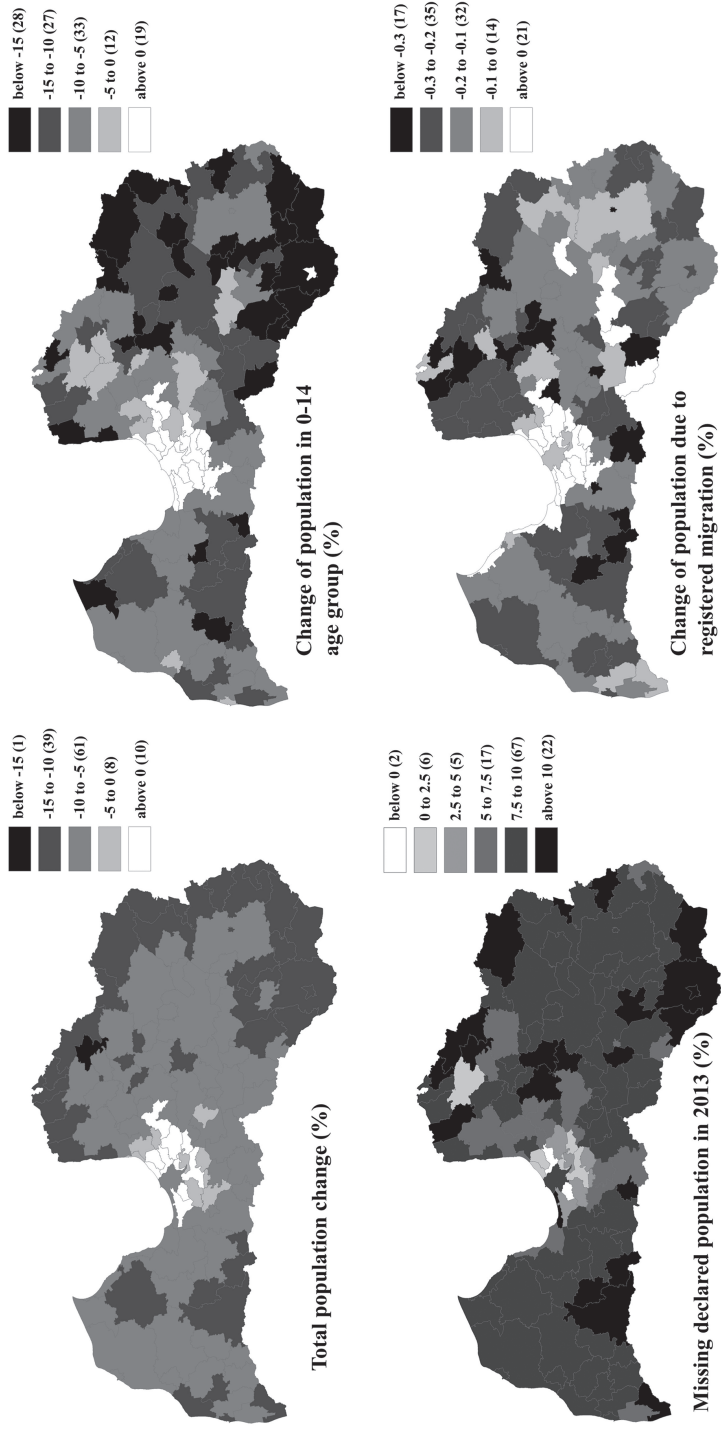 Total population change (%)
below -15 (1)
-15 to -10 (39)
-10 to -5 (61)
-5 to 0 (8)
above 0 (10)
Change of population in 0-14
age group (%)
below -15 (28)
-15 to -10 (27)
-10 to -5 (33)
-5 to 0 (12)
above 0 (19)
Missing declared population in 2013 (%)
below 0 (2)
0 to 2.5 (6)
2.5 to 5 (5)
5 to 7.5 (17)
7.5 to 10 (67)
above 10 (22)
Change of population due to
registered migration (%)
below -0.3 (17)
-0.3 to -0.2 (35)
-0.2 to -0.1 (32)
-0.1 to 0 (14)
above 0 (21)